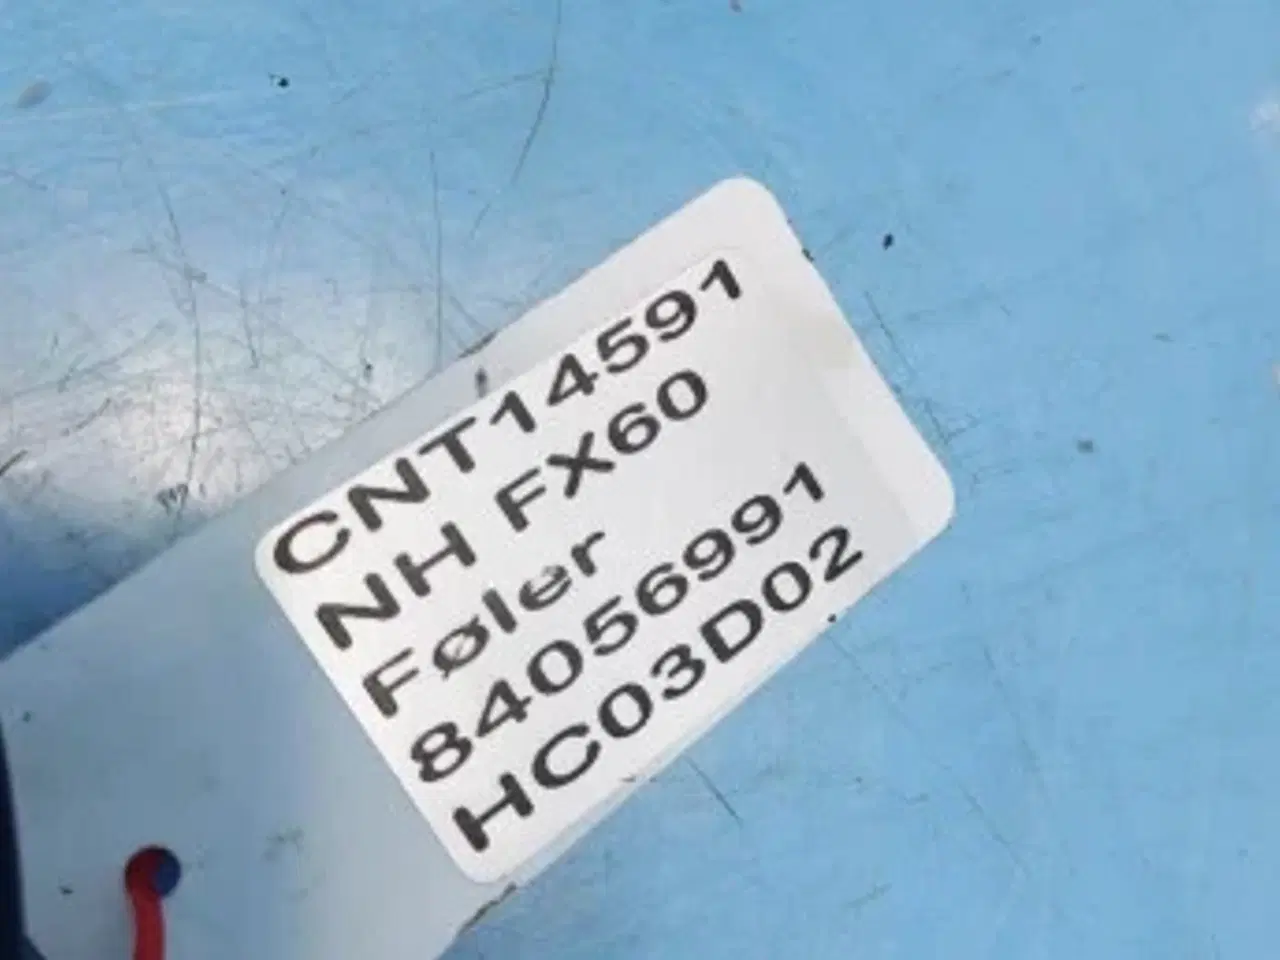 CNT14591
NH FX60
Føler
84056991
HC03D02